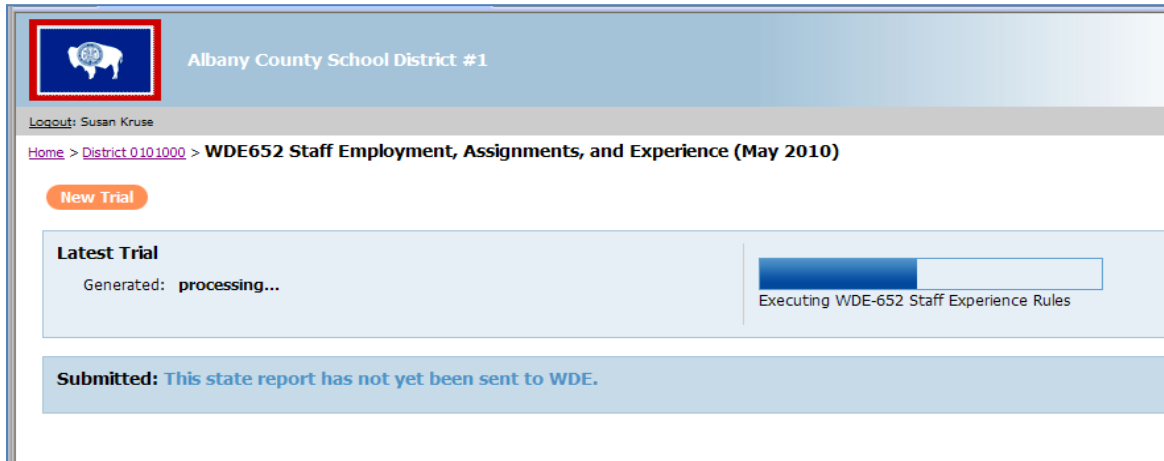 Albany County School District #1
Logout: Susan Kruse
Home > District 0101000 > WDE652 Staff Employment, Assignments, and Experience (May 2010)
New Trial
Latest Trial
Generated: processing...
Executing WDE-652 Staff Experience Rules
Submitted: This state report has not yet been sent to WDE.